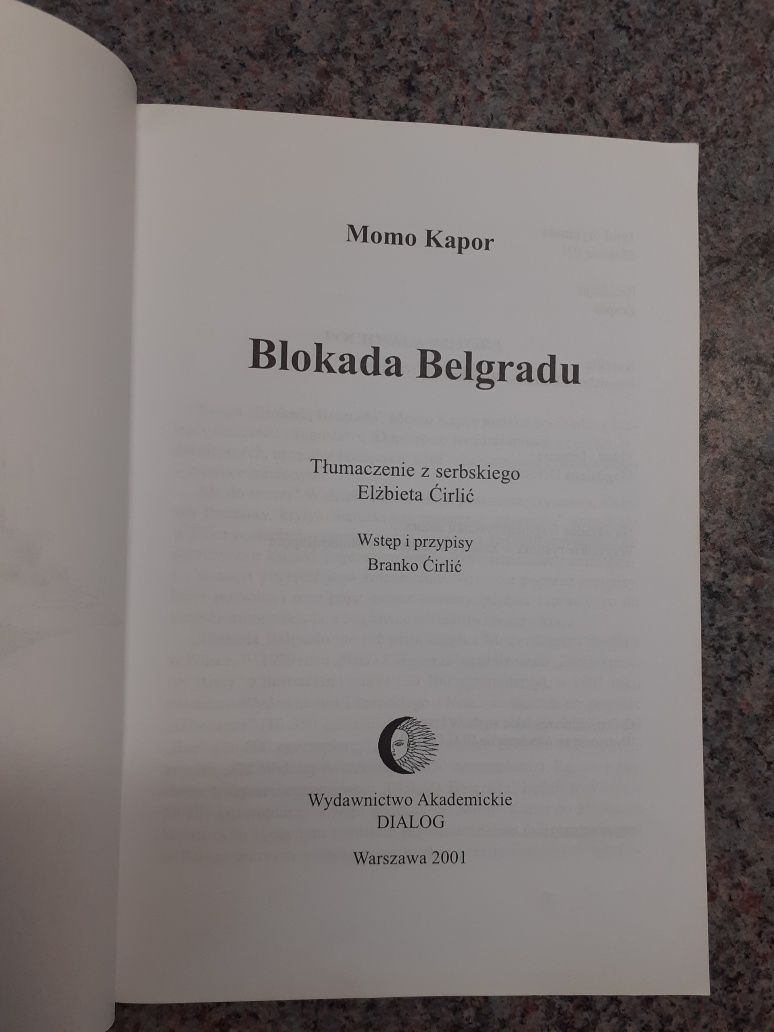 Momo Kapor
Blokada Belgradu
Tłumaczenie z serbskiego
Elżbieta Ćirlić
Wstęp i przypisy
Branko Ćirlić
Wydawnictwo Akademickie
DIALOG
Warszawa 2001